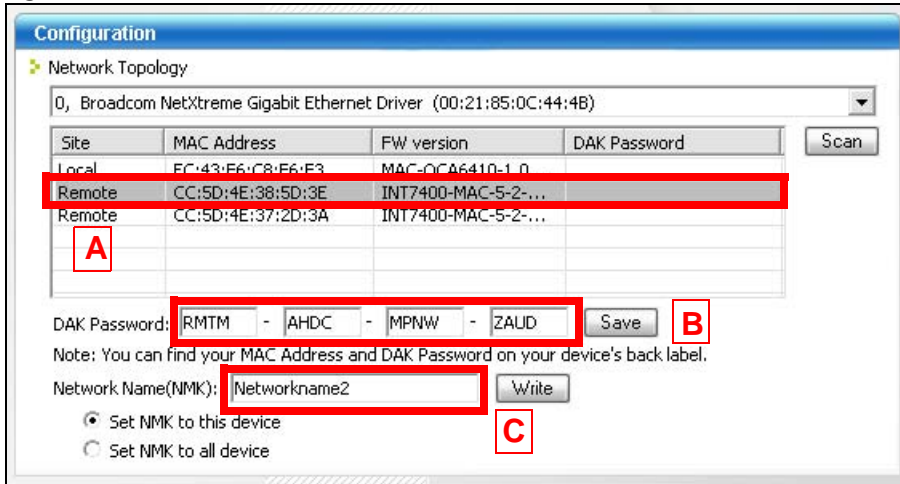 Configuration
Network Topology
0, Broadcom NetXtreme Gigabit Ethernet Driver (00:21:85:0C:44:4B)
Site MAC Address FW version DAK Password Scan
Local EC:43:F6:C8:F6:F3 MAC-QCA6410-1.0
Remote CC:5D:4E:38:5D:3E INT7400-MAC-5-2-...
Remote CC:5D:4E:37:2D:3A INT7400-MAC-5-2-...
A
DAK Password: RMTM - AHDC - MPNW - ZAUD Save B
Note: You can find your MAC Address and DAK Password on your device's back label.
Network Name(NMK): Networkname2 Write
C
Set NMK to this device
Set NMK to all device